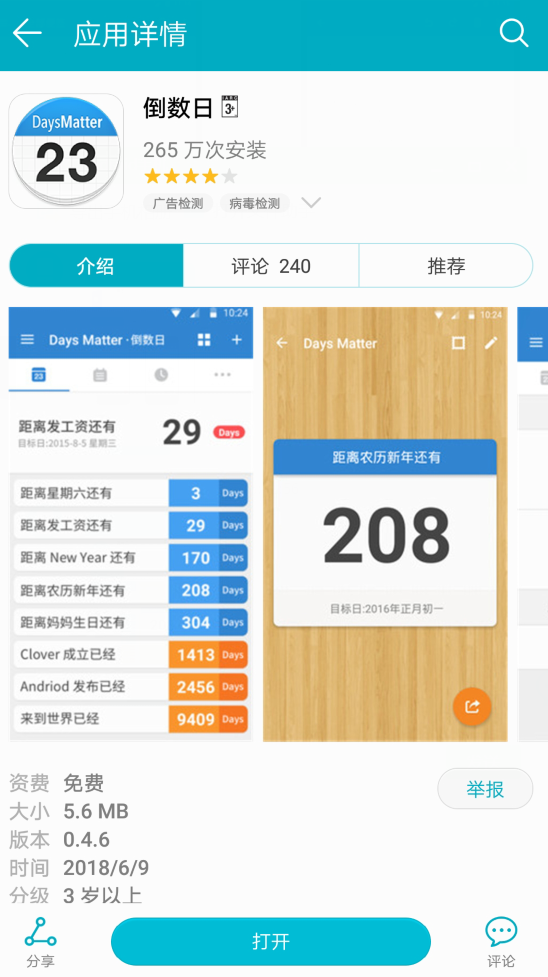 应用详情
DaysMatter
23
倒数日
3+
265 万次安装
广告检测 病毒检测
介绍 评论 240 推荐
10:24
Days Matter · 倒数日
23
距离发工资还有
目标日:2015-8-5 星期三
29 Days
距离星期六还有 3 Days
距离发工资还有 29 Days
距离 New Year 还有 170 Days
距离农历新年还有 208 Days
距离妈妈生日还有 304 Days
Clover 成立已经 1413 Days
Andriod 发布已经 2456 Days
来到世界已经 9409 Days
10:24
Days Matter
距离农历新年还有
208
目标日:2016年正月初一
资费 免费
举报
大小 5.6 MB
版本 0.4.6
时间 2018/6/9
分级 3 岁以上
分享
打开
评论